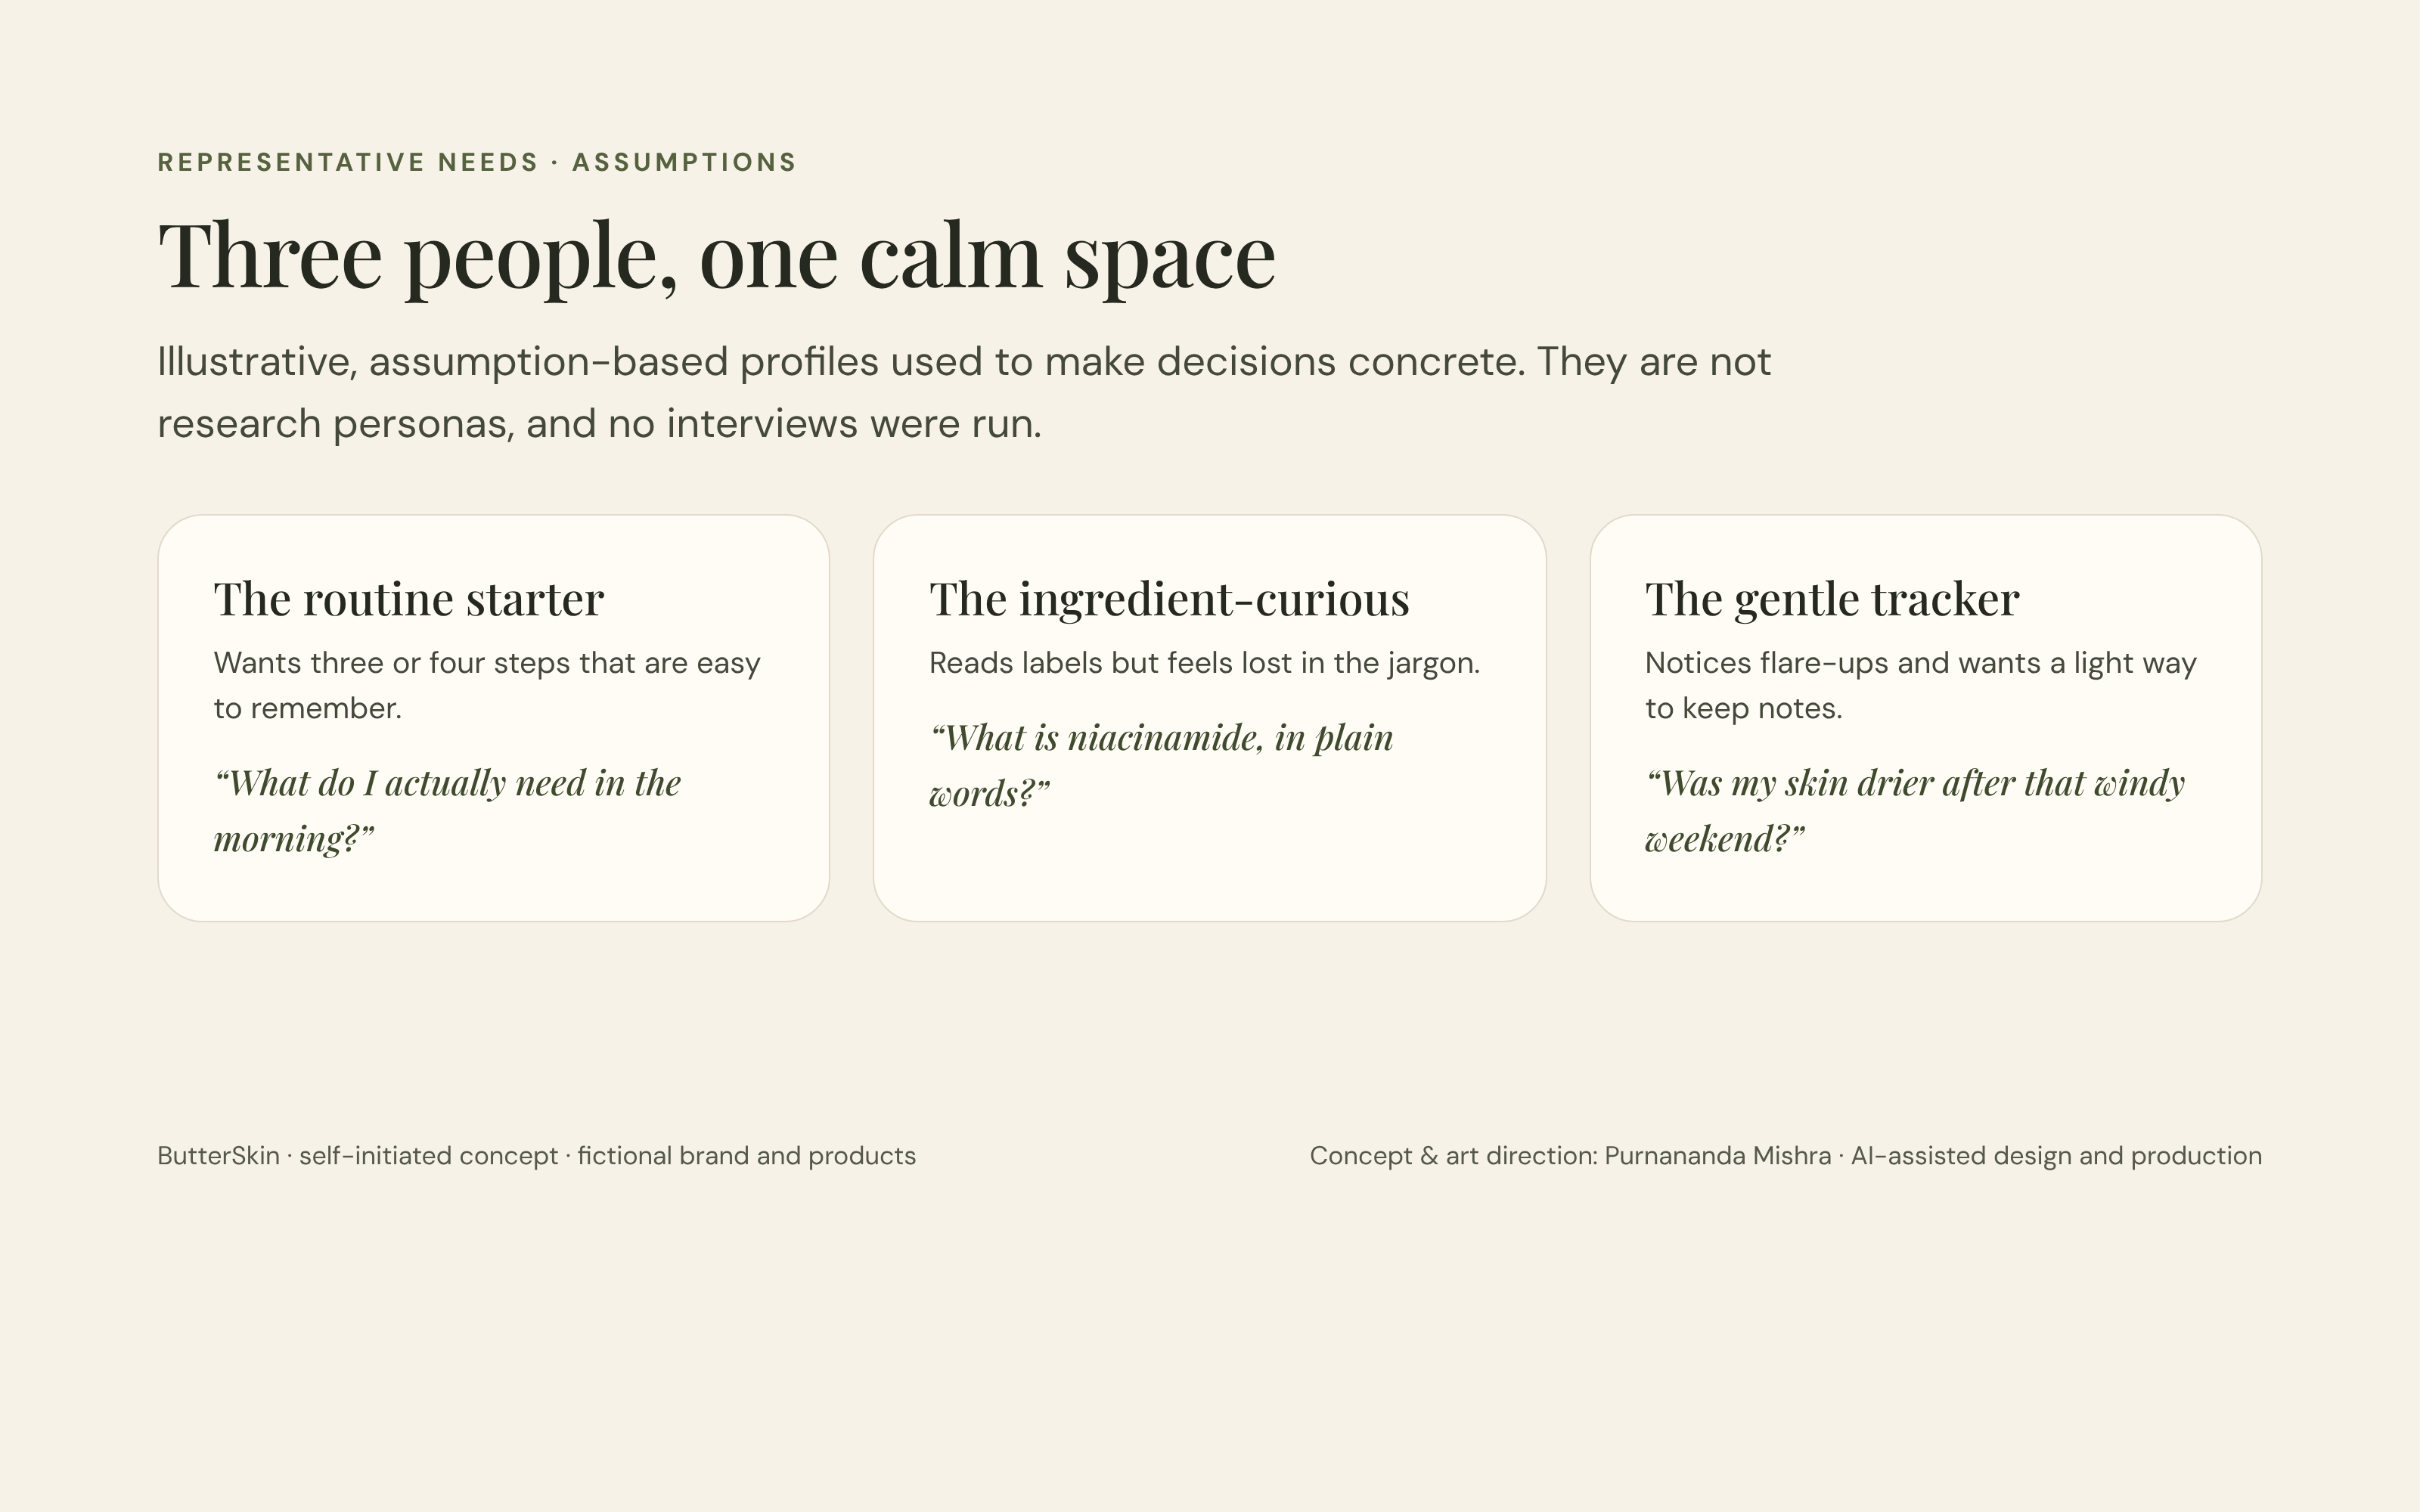 REPRESENTATIVE NEEDS · ASSUMPTIONS
Three people, one calm space
Illustrative, assumption-based profiles used to make decisions concrete. They are not
research personas, and no interviews were run.
The routine starter
Wants three or four steps that are easy
to remember.
“What do I actually need in the
morning?”
The ingredient-curious
Reads labels but feels lost in the jargon.
“What is niacinamide, in plain
words?”
The gentle tracker
Notices flare-ups and wants a light way
to keep notes.
“Was my skin drier after that windy
weekend?”
ButterSkin · self-initiated concept · fictional brand and products
Concept & art direction: Purnananda Mishra · AI-assisted design and production